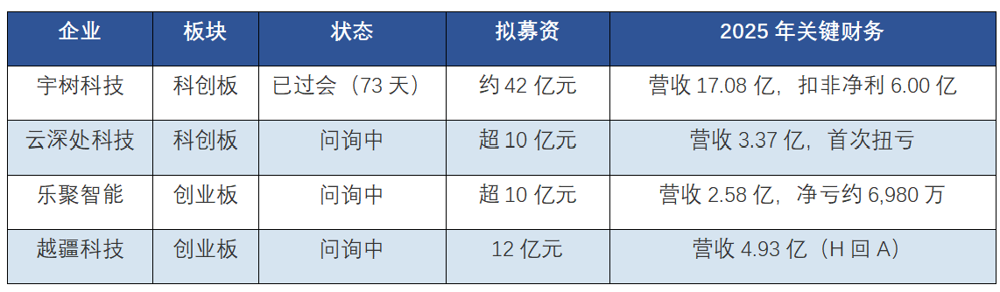 企业 板块 状态 拟募资 2025 年关键财务
宇树科技 科创板 已过会（73 天） 约 42 亿元 营收 17.08 亿，扣非净利 6.00 亿
云深处科技 科创板 问询中 超 10 亿元 营收 3.37 亿，首次扭亏
乐聚智能 创业板 问询中 超 10 亿元 营收 2.58 亿，净亏约 6,980 万
越疆科技 创业板 问询中 12 亿元 营收 4.93 亿（H 回 A）